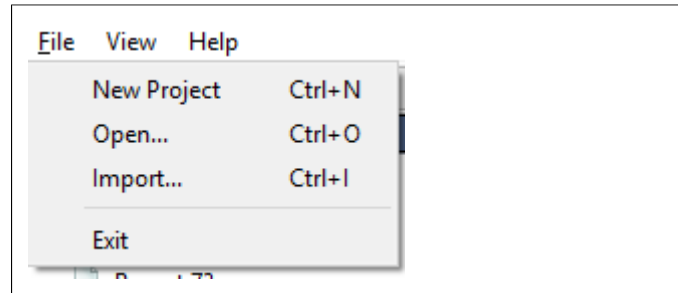 File View Help
New Project Ctrl+N
Open... Ctrl+O
Import... Ctrl+I
Exit